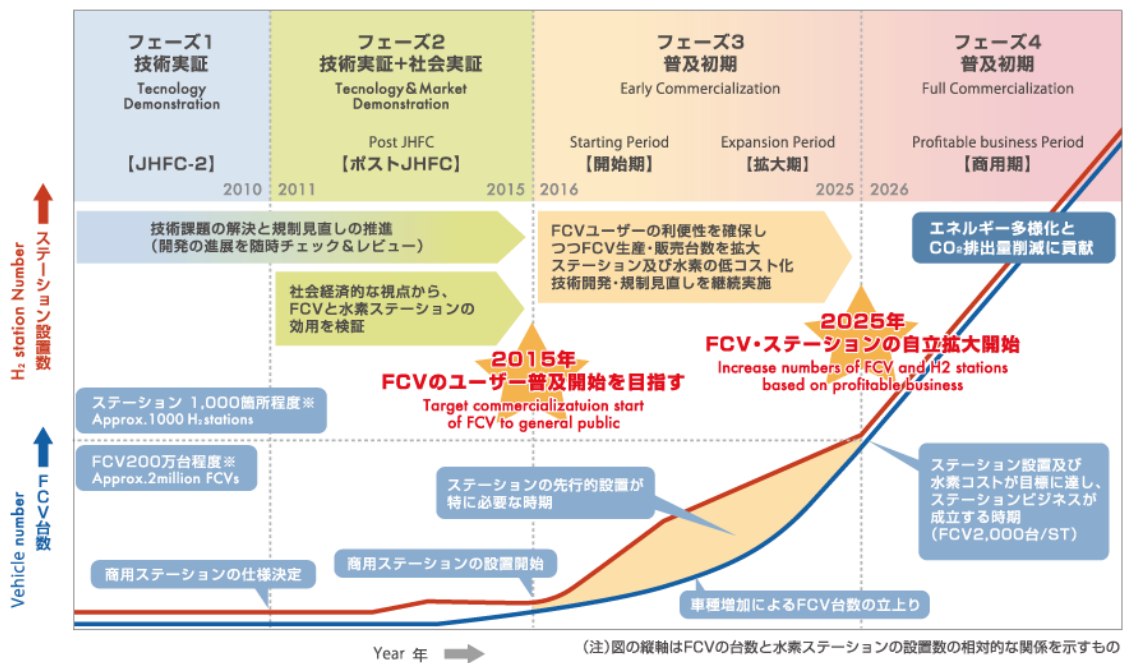 フェーズ1
技術実証
Tecnology
Demonstration
【JHFC-2】
2010
フェーズ2
技術実証+社会実証
Tecnology&Market
Demonstration
Post JHFC
【ポストJHFC】
2011
2015
フェーズ3
普及初期
Early Commercialization
Starting Period
【開始期】
Expansion Period
【拡大期】
2016
2025
フェーズ4
普及初期
Full Commercialization
Profitable business Period
【商用期】
2026
H₂ station Number
ステーション設置数
技術課題の解決と規制見直しの推進
(開発の進展を随時チェック&レビュー)
社会経済的な視点から、
FCVと水素ステーションの
効用を検証
FCVユーザーの利便性を確保し
つつFCV生産・販売台数を拡大
ステーション及び水素の低コスト化
技術開発・規制見直しを継続実施
エネルギー多様化と
CO₂排出量削減に貢献
2015年
FCVのユーザー普及開始を目指す
Target commercializatuion start
of FCV to general public
2025年
FCV・ステーションの自立拡大開始
Increase numbers of FCV and H2 stations
based on profitable business
ステーション 1,000箇所程度※
Approx.1000 H₂stations
FCV200万台程度※
Approx.2million FCVs
Vehicle number
FCV台数
ステーションの先行的設置が
特に必要な時期
ステーション設置及び
水素コストが目標に達し、
ステーションビジネスが
成立する時期
(FCV2,000台/ST)
商用ステーションの仕様決定
商用ステーションの設置開始
車種増加によるFCV台数の立上り
Year 年
(注)図の縦軸はFCVの台数と水素ステーションの設置数の相対的な関係を示すもの